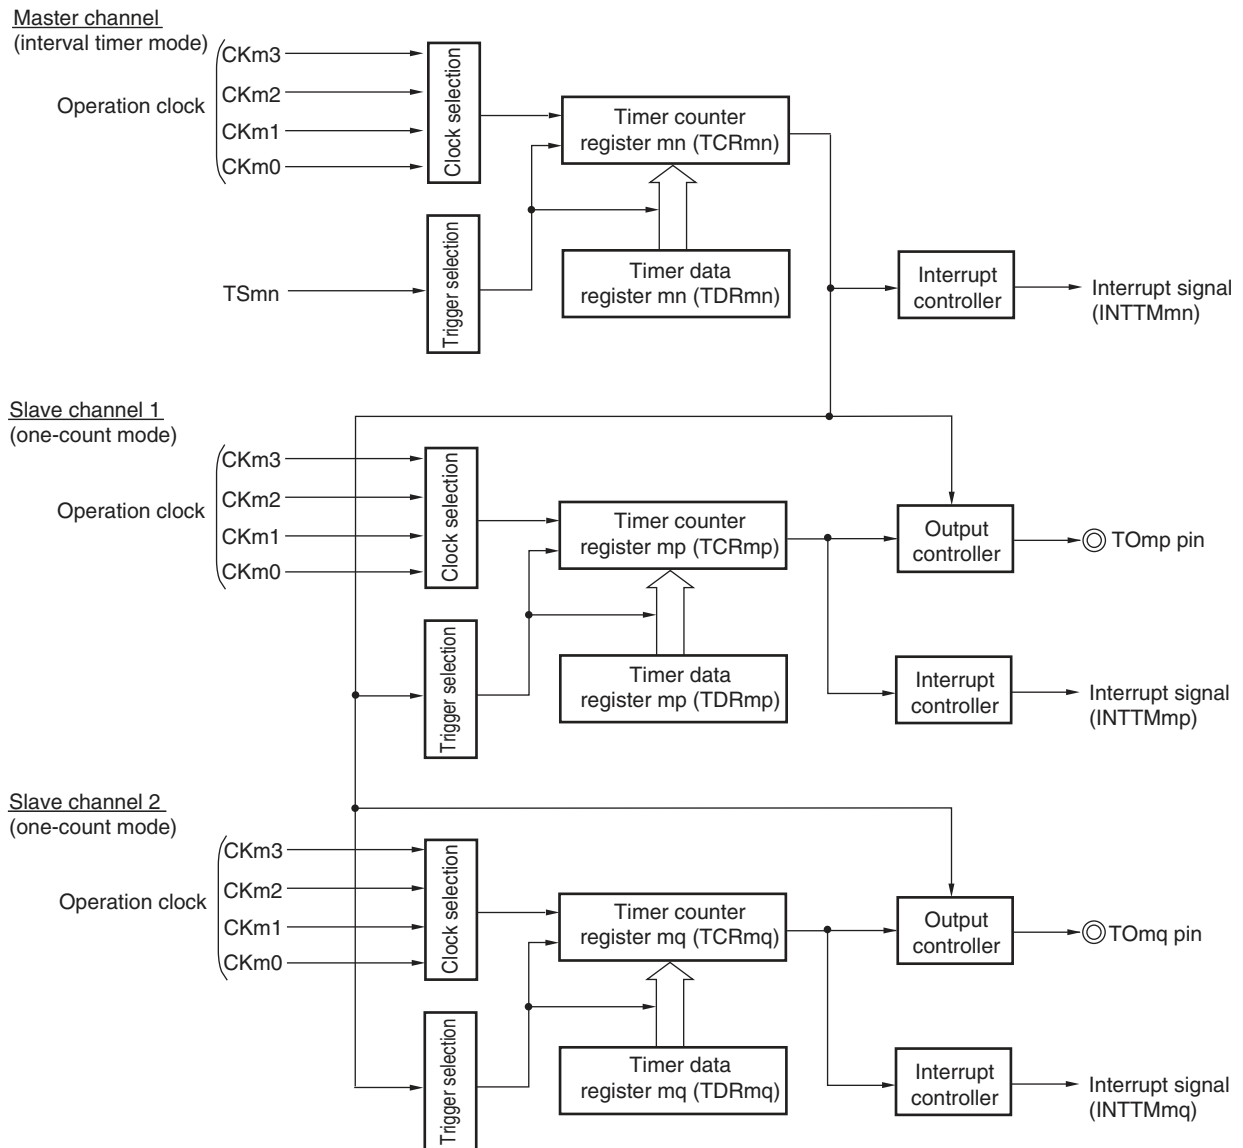 Master channel
(interval timer mode)
Operation clock
CKm3
CKm2
CKm1
CKm0
Clock selection
Timer counter
register mn (TCRmn)
TSmn
Trigger selection
Timer data
register mn (TDRmn)
Interrupt
controller
Interrupt signal
(INTTMmn)
Slave channel 1
(one-count mode)
Operation clock
CKm3
CKm2
CKm1
CKm0
Clock selection
Timer counter
register mp (TCRmp)
Output
controller
TOmp pin
Trigger selection
Timer data
register mp (TDRmp)
Interrupt
controller
Interrupt signal
(INTTMmp)
Slave channel 2
(one-count mode)
Operation clock
CKm3
CKm2
CKm1
CKm0
Clock selection
Timer counter
register mq (TCRmq)
Output
controller
TOmq pin
Trigger selection
Timer data
register mq (TDRmq)
Interrupt
controller
Interrupt signal
(INTTMmq)